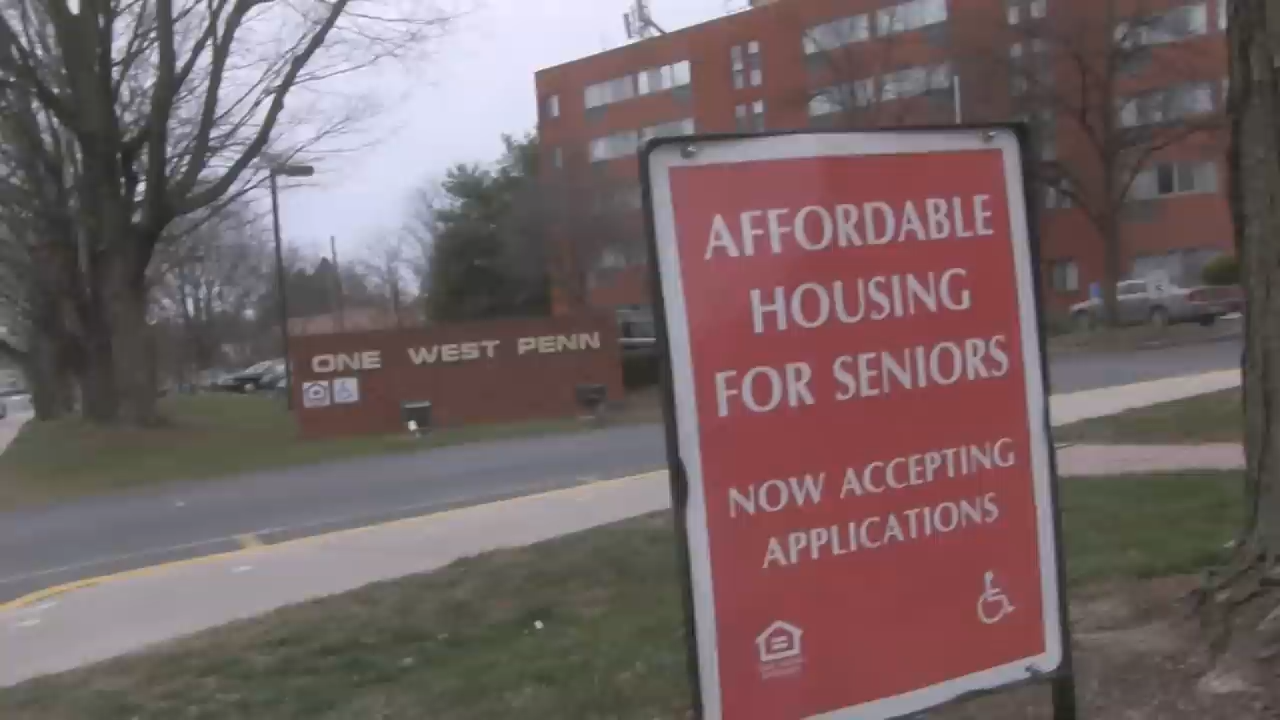 ONE WEST PENN
AFFORDABLE
HOUSING
FOR SENIORS
NOW ACCEPTING
APPLICATIONS